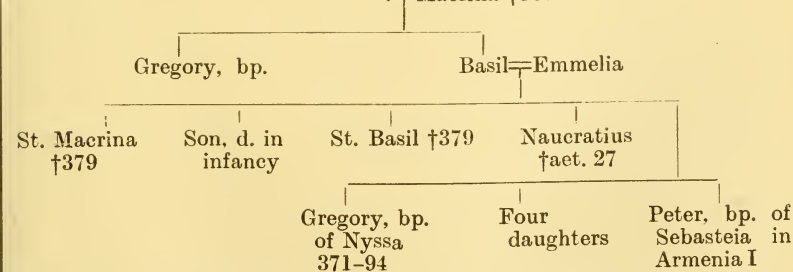 Gregory, bp. Basil=Emmelia
St. Macrina Son, d. in St. Basil †379 Naucratius
†379 infancy †aet. 27
Gregory, bp. Four Peter, bp. of
of Nyssa daughters Sebasteia in
371-94 Armenia I